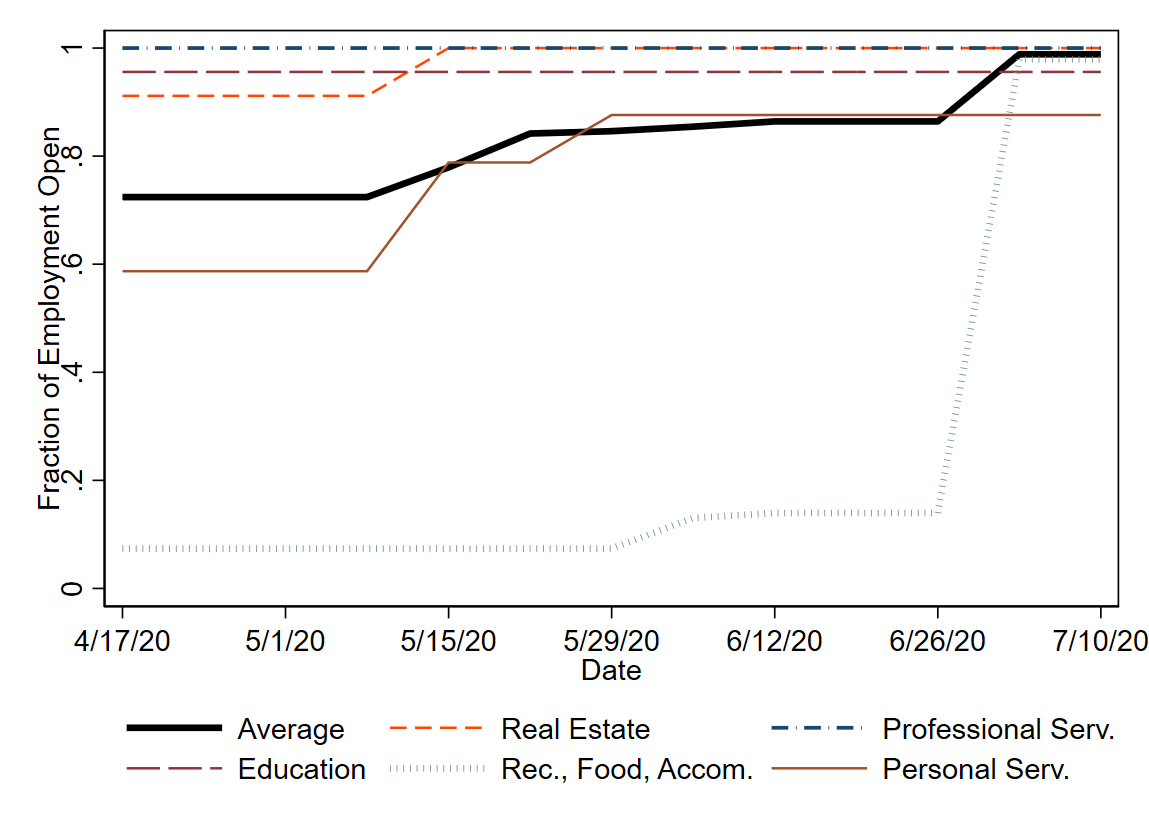 Fraction of Employment Open
1
.8
.6
.4
.2
0
4/17/20 5/1/20 5/15/20 5/29/20 6/12/20 6/26/20 7/10/20
Date
Average Real Estate Professional Serv.
Education Rec., Food, Accom. Personal Serv.